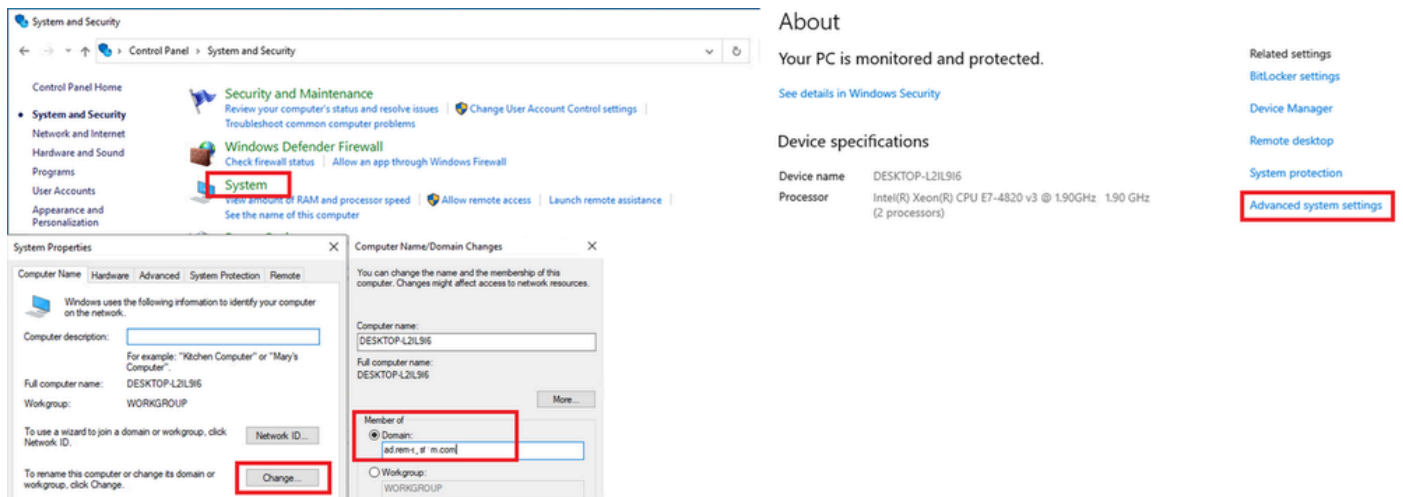 System and Security
Control Panel > System and Security
Control Panel Home
System and Security
Network and Internet
Hardware and Sound
Programs
User Accounts
Appearance and
Personalization
Security and Maintenance
Review your computer's status and resolve issues Change User Account Control settings
Troubleshoot common computer problems
Windows Defender Firewall
Check firewall status Allow an app through Windows Firewall
System
View amount of RAM and processor speed Allow remote access Launch remote assistance
See the name of this computer
About
Your PC is monitored and protected.
See details in Windows Security
Device specifications
Device name DESKTOP-L2IL9I6
Processor Intel(R) Xeon(R) CPU E7-4820 v3 @ 1.90GHz 1.90 GHz
(2 processors)
Related settings
BitLocker settings
Device Manager
Remote desktop
System protection
Advanced system settings
System Properties
Computer Name Hardware Advanced System Protection Remote
Windows uses the following information to identify your computer
on the network.
Computer description:
For example: "Kitchen Computer" or "Mary's
Computer".
Full computer name: DESKTOP-L2IL9I6
Workgroup: WORKGROUP
To use a wizard to join a domain or workgroup, click
Network ID.
Network ID...
To rename this computer or change its domain or
workgroup, click Change.
Change...
Computer Name/Domain Changes
You can change the name and the membership of this
computer. Changes might affect access to network resources.
Computer name:
DESKTOP-L2IL9I6
Full computer name:
DESKTOP-L2IL9I6
More...
Member of
Domain:
Workgroup:
WORKGROUP